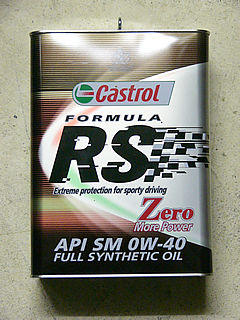 Castrol
FORMULA
RS
Extreme protection for sporty driving
Zero
More Power
API SM 0W-40
FULL SYNTHETIC OIL